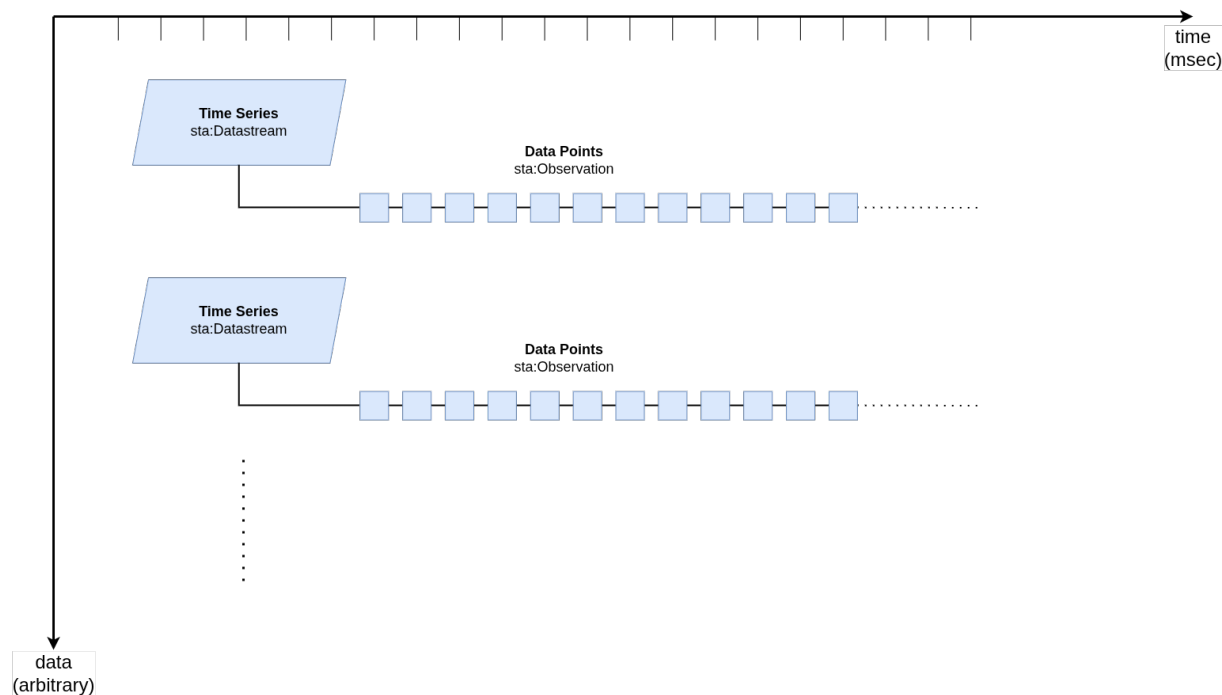 time
(msec)
Time Series
sta:Datastream
Data Points
sta:Observation
Time Series
sta:Datastream
Data Points
sta:Observation
data
(arbitrary)